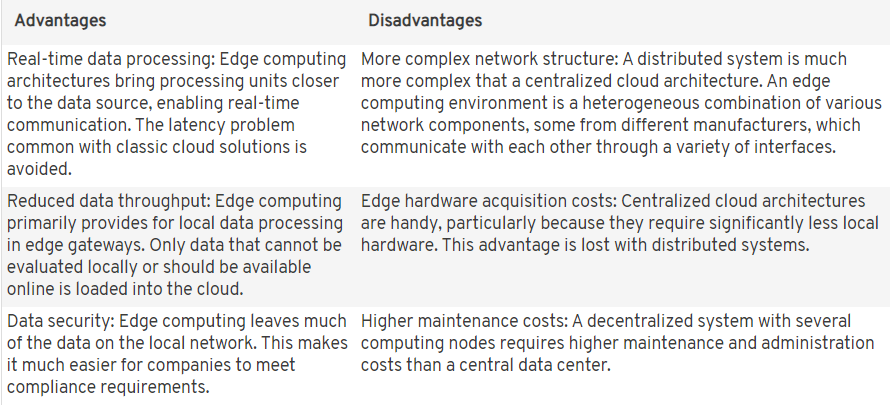 Advantages
Disadvantages
Real-time data processing: Edge computing
architectures bring processing units closer
to the data source, enabling real-time
communication. The latency problem
common with classic cloud solutions is
avoided.
More complex network structure: A distributed system is much
more complex that a centralized cloud architecture. An edge
computing environment is a heterogeneous combination of various
network components, some from different manufacturers, which
communicate with each other through a variety of interfaces.
Reduced data throughput: Edge computing
primarily provides for local data processing
in edge gateways. Only data that cannot be
evaluated locally or should be available
online is loaded into the cloud.
Edge hardware acquisition costs: Centralized cloud architectures
are handy, particularly because they require significantly less local
hardware. This advantage is lost with distributed systems.
Data security: Edge computing leaves much
of the data on the local network. This makes
it much easier for companies to meet
compliance requirements.
Higher maintenance costs: A decentralized system with several
computing nodes requires higher maintenance and administration
costs than a central data center.